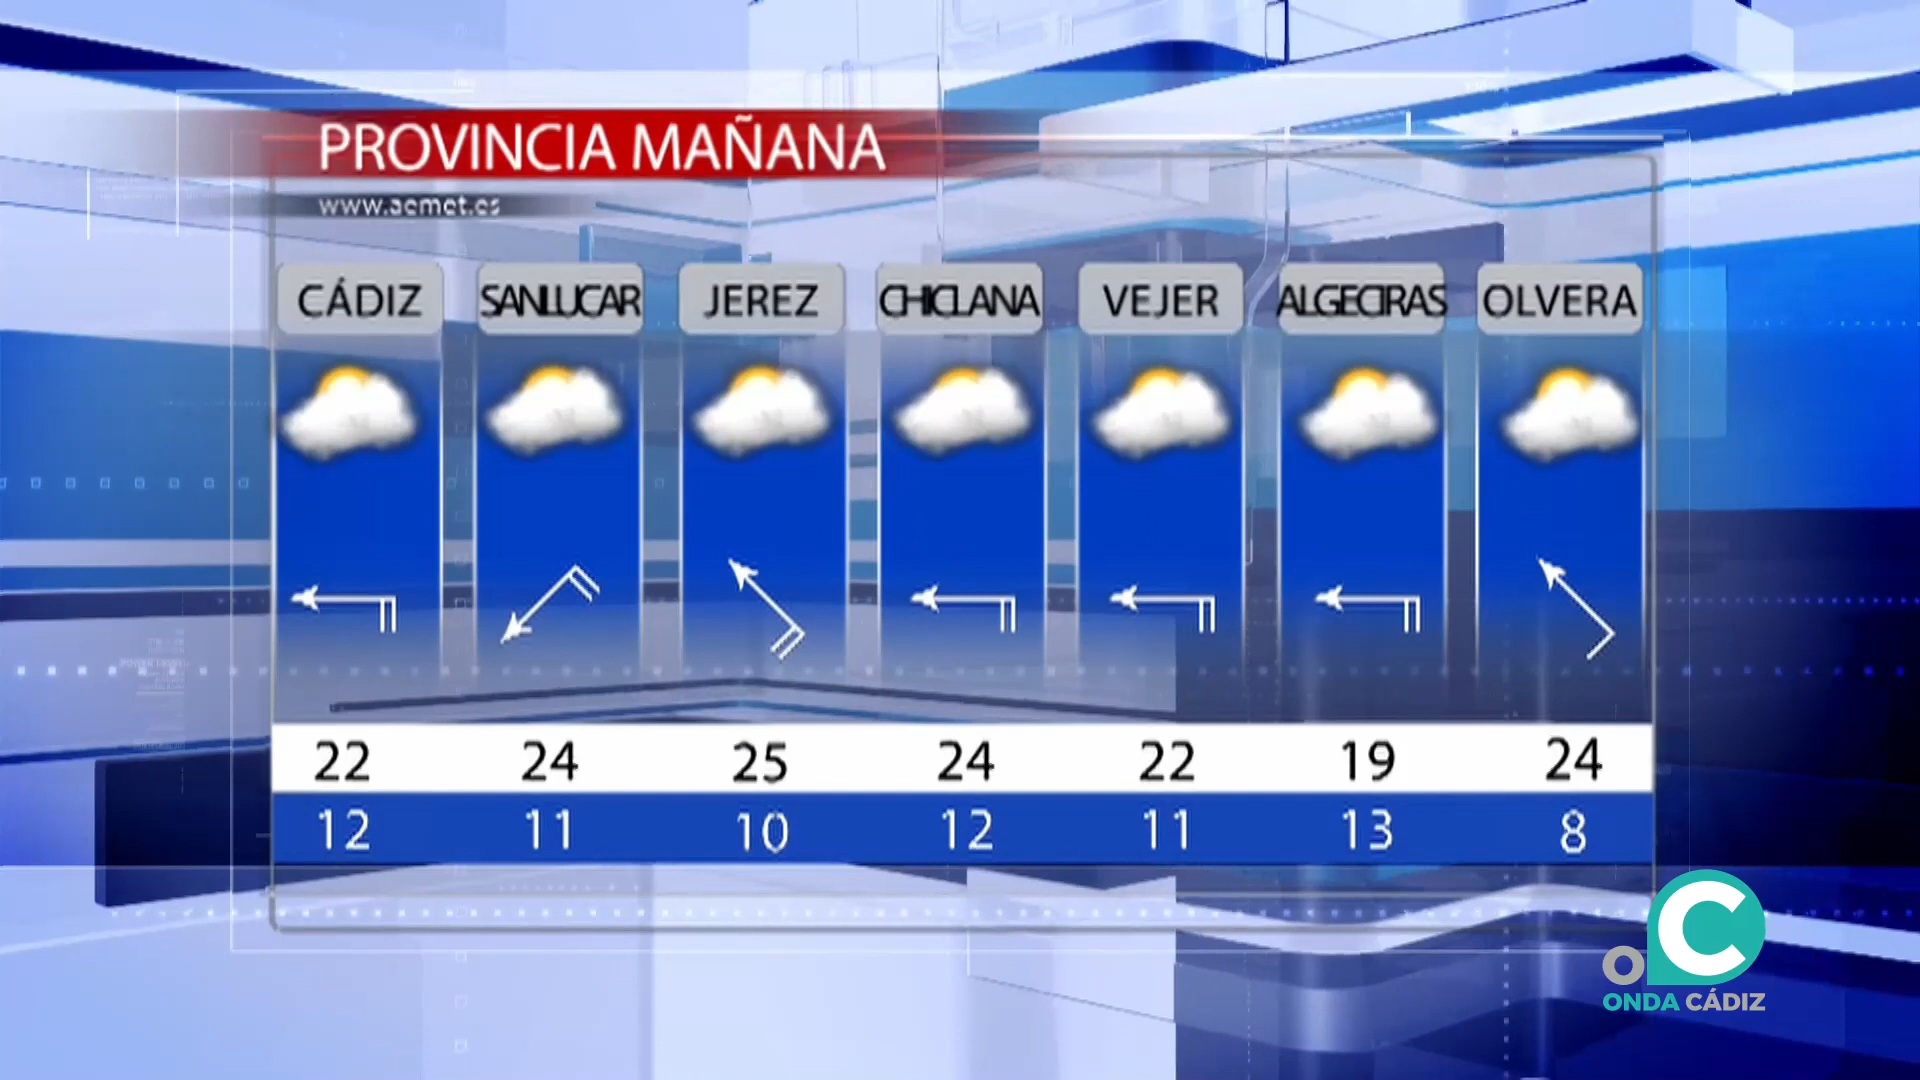 PROVINCIA MAÑANA
www.aemet.es
CÁDIZ SANLUCAR JEREZ CHICLANA VEJER ALGECIRAS OLVERA
22 24 25 24 22 19 24
12 11 10 12 11 13 8
OC
ONDA CÁDIZ